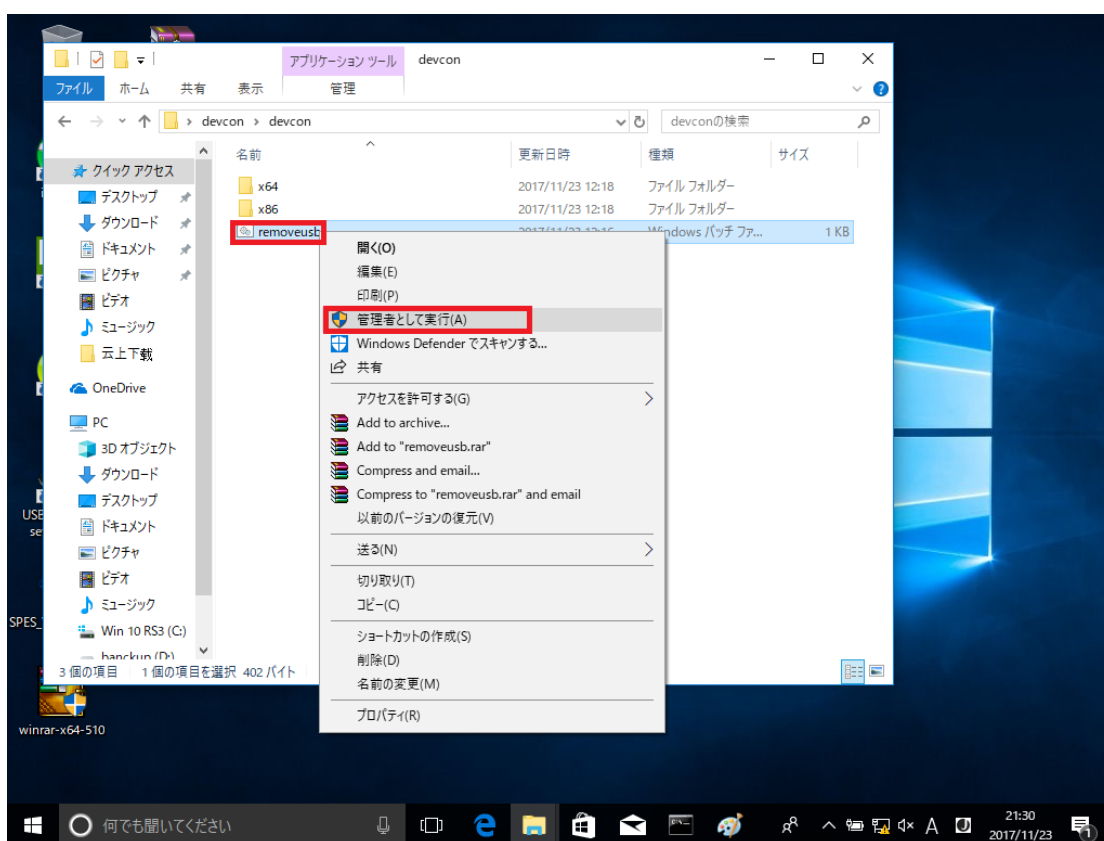 アプリケーション ツール
devcon
ファイル
ホーム
共有
表示
管理
devcon
devcon
devconの検索
名前
更新日時
種類
サイズ
クイック アクセス
デスクトップ
ダウンロード
ドキュメント
ピクチャ
ビデオ
ミュージック
云上下載
OneDrive
PC
3D オブジェクト
ダウンロード
デスクトップ
ドキュメント
ピクチャ
ビデオ
ミュージック
Win 10 RS3 (C:)
x64
2017/11/23 12:18
ファイル フォルダー
x86
2017/11/23 12:18
ファイル フォルダー
removeusb
Windows バッチ ファ...
1 KB
開く(O)
編集(E)
印刷(P)
管理者として実行(A)
Windows Defender でスキャンする...
共有
アクセスを許可する(G)
Add to archive...
Add to "removeusb.rar"
Compress and email...
Compress to "removeusb.rar" and email
以前のバージョンの復元(V)
送る(N)
切り取り(T)
コピー(C)
ショートカットの作成(S)
削除(D)
名前の変更(M)
プロパティ(R)
3 個の項目
1 個の項目を選択 402 バイト
USB
se
SPES_
winrar-x64-510
何でも聞いてください
A
21:30
2017/11/23
1